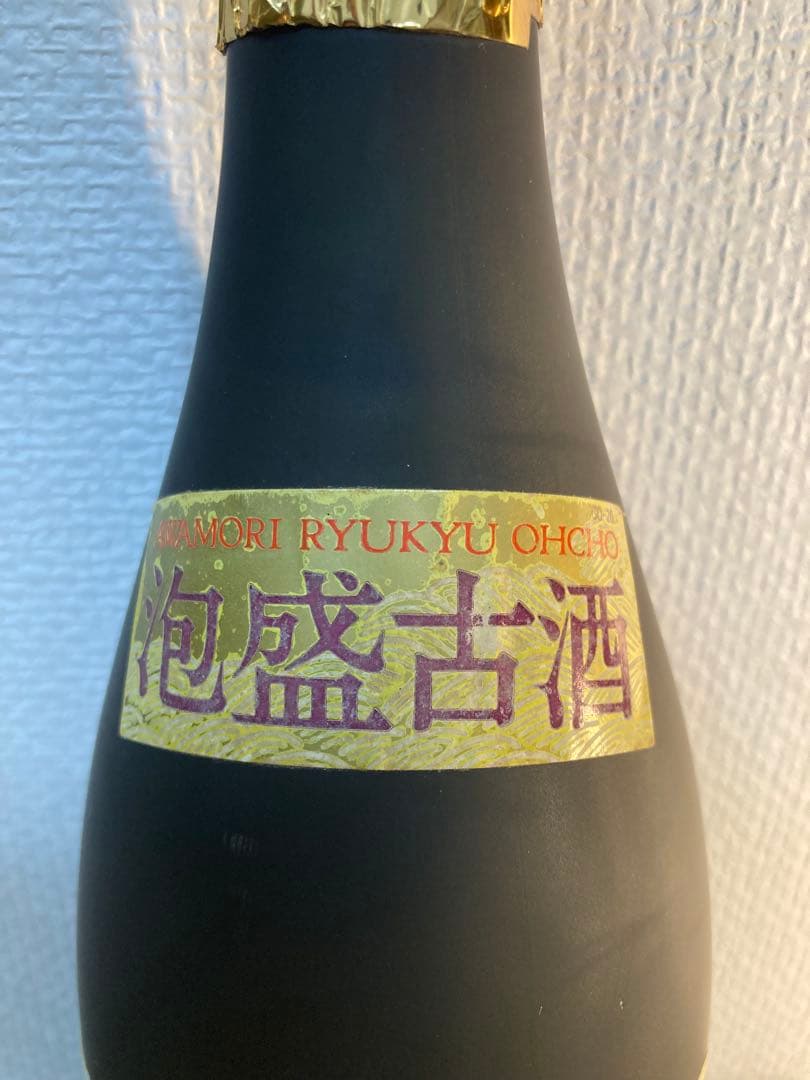 AWAMORI RYUKYU OHCHO
泡盛古酒